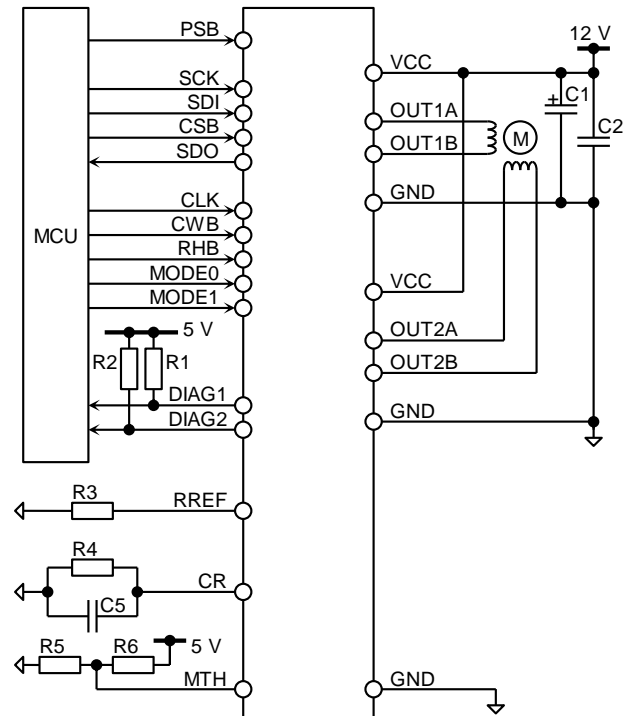 PSB
SCK
SDI
CSB
SDO
CLK
CWB
RHB
MODE0
MODE1
MCU
5 V
R2
R1
DIAG1
DIAG2
R3
RREF
R4
CR
C5
R5
R6
5 V
MTH
12 V
VCC
C1
+
C2
OUT1A
M
OUT1B
GND
VCC
OUT2A
OUT2B
GND
GND